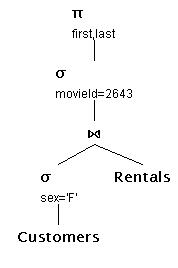 π
first,last
σ
movieId=2643
⋈
σ
Rentals
sex='F'
Customers